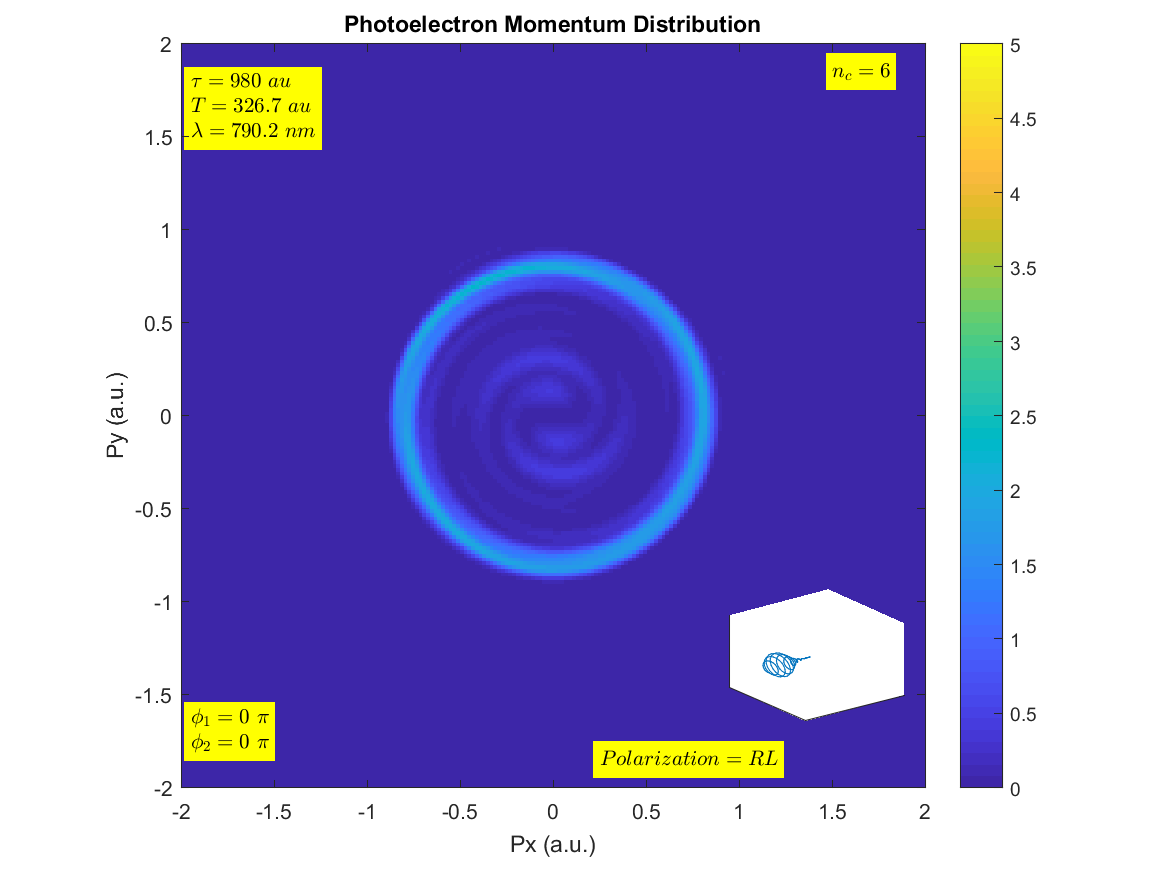 Photoelectron Momentum Distribution
τ = 980 au
T = 326.7 au
λ = 790.2 nm
n_c = 6
ϕ_1 = 0 π
ϕ_2 = 0 π
Polarization = RL
Py (a.u.)
2
1.5
1
0.5
0
-0.5
-1
-1.5
-2
-2 -1.5 -1 -0.5 0 0.5 1 1.5 2
Px (a.u.)
5
4.5
4
3.5
3
2.5
2
1.5
1
0.5
0